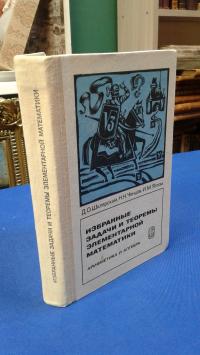 ИЗБРАННЫЕ ЗАДАЧИ И ТЕОРЕМЫ ЭЛЕМЕНТАРНОЙ МАТЕМАТИКИ
Д.О.Шклярский, Н.Н.Ченцов, И.М.Яглом
ИЗБРАННЫЕ
ЗАДАЧИ И ТЕОРЕМЫ
ЭЛЕМЕНТАРНОЙ
МАТЕМАТИКИ
АРИФМЕТИКА И АЛГЕБРА